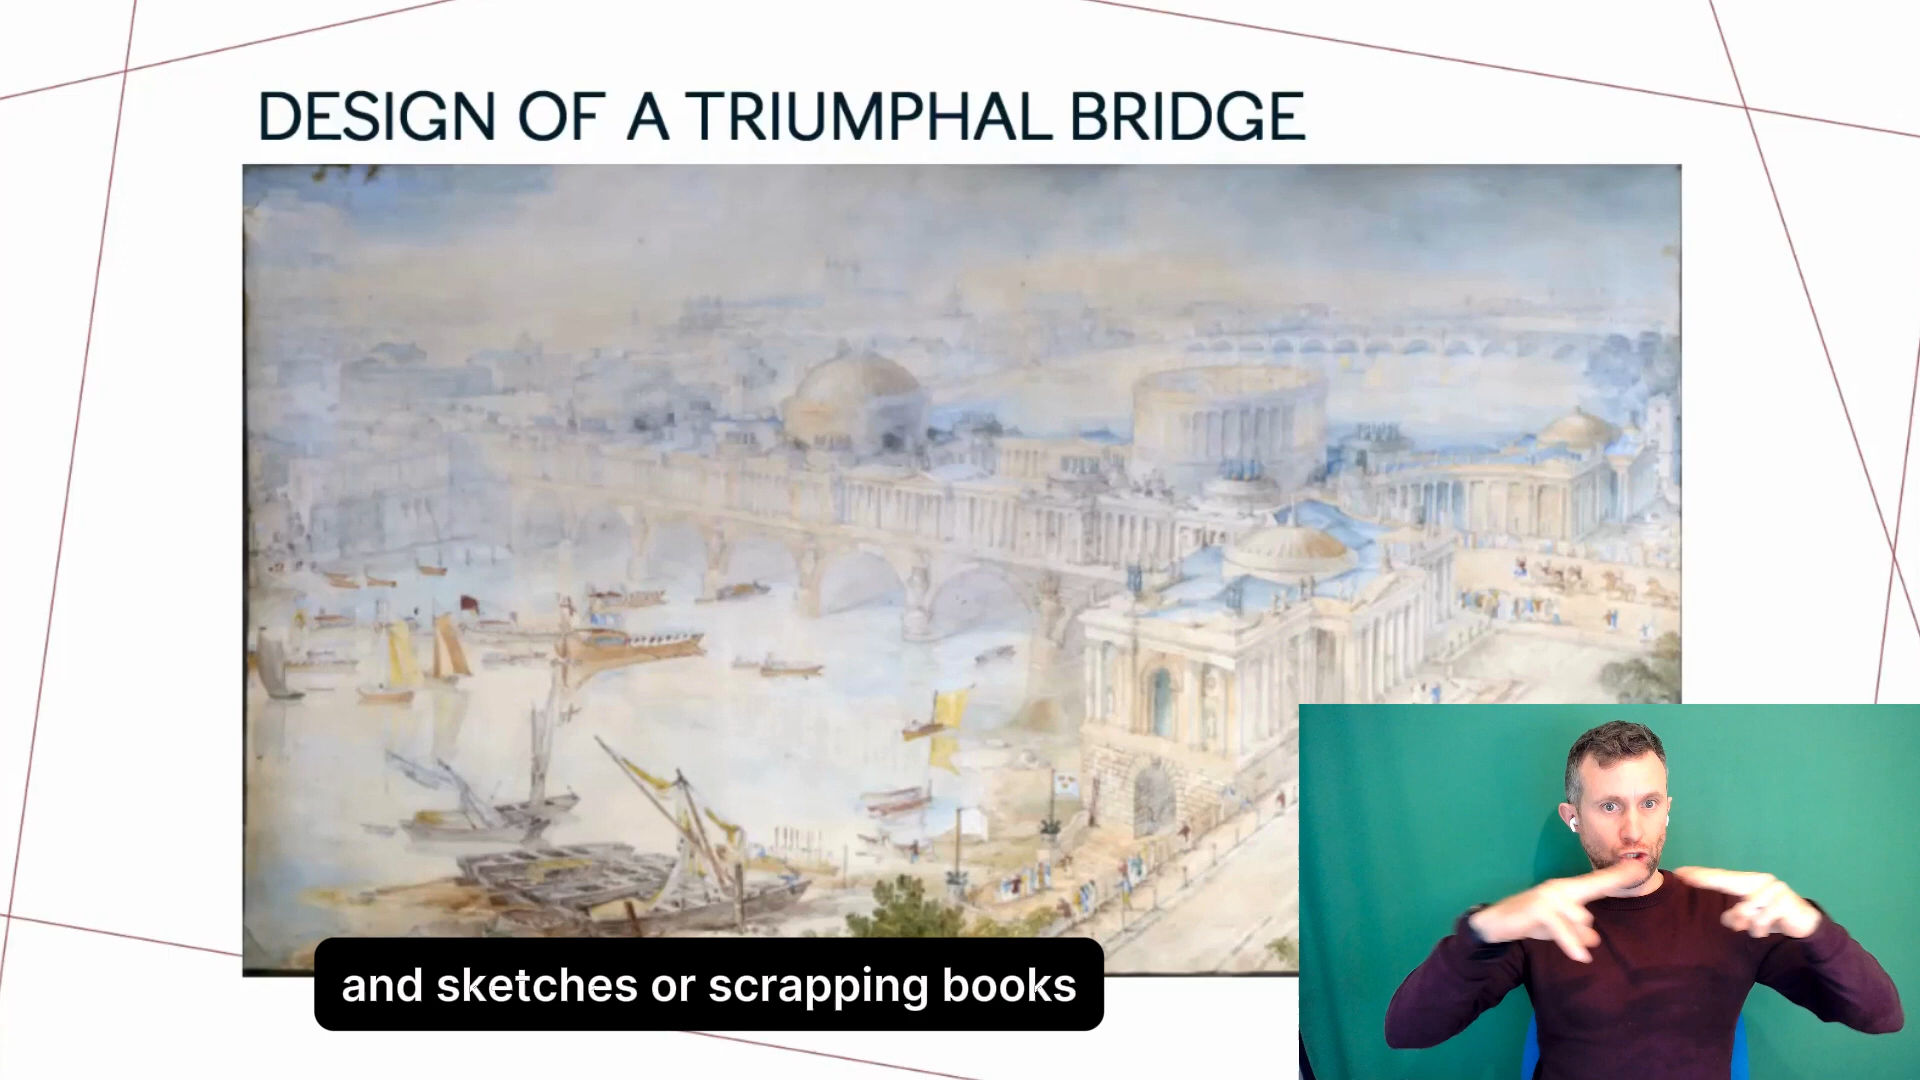 DESIGN OF A TRIUMPHAL BRIDGE
and sketches or scrapping books